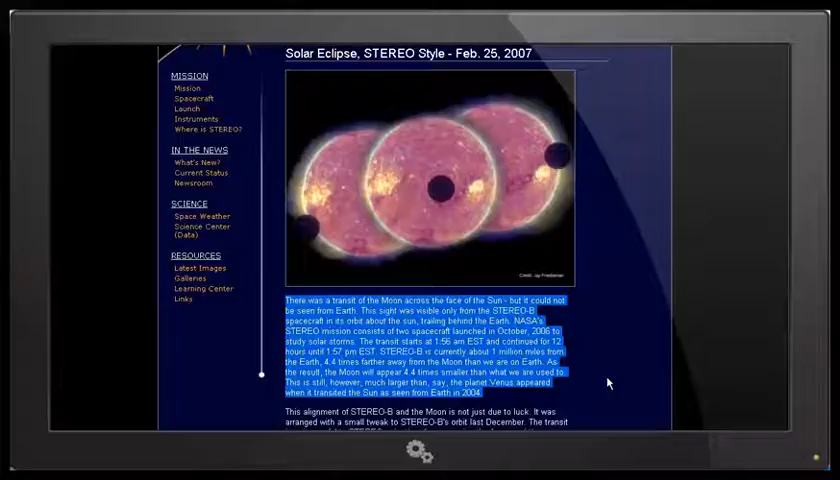 Solar Eclipse, STEREO Style - Feb. 25, 2007
MISSION
Mission
Spacecraft
Launch
Instruments
Where is STEREO?
IN THE NEWS
What's New?
Current Status
Newsroom
SCIENCE
Space Weather
Science Center
(Data)
RESOURCES
Latest Images
Galleries
Learning Center
Links
Credit: Jay Friedlander
There was a transit of the Moon across the face of the Sun - but it could not
be seen from Earth. This sight was visible only from the STEREO-B
spacecraft in its orbit about the sun, trailing behind the Earth. NASA's
STEREO mission consists of two spacecraft launched in October, 2006 to
study solar storms. The transit starts at 1:56 am EST and continued for 12
hours until 1:57 pm EST. STEREO-B is currently about 1 million miles from
the Earth, 4.4 times farther away from the Moon than we are on Earth. As
the result, the Moon will appear 4.4 times smaller than what we are used to.
This is still, however, much larger than, say, the planet Venus appeared
when it transited the Sun as seen from Earth in 2004.
This alignment of STEREO-B and the Moon is not just due to luck. It was
arranged with a small tweak to STEREO-B's orbit last December. The transit